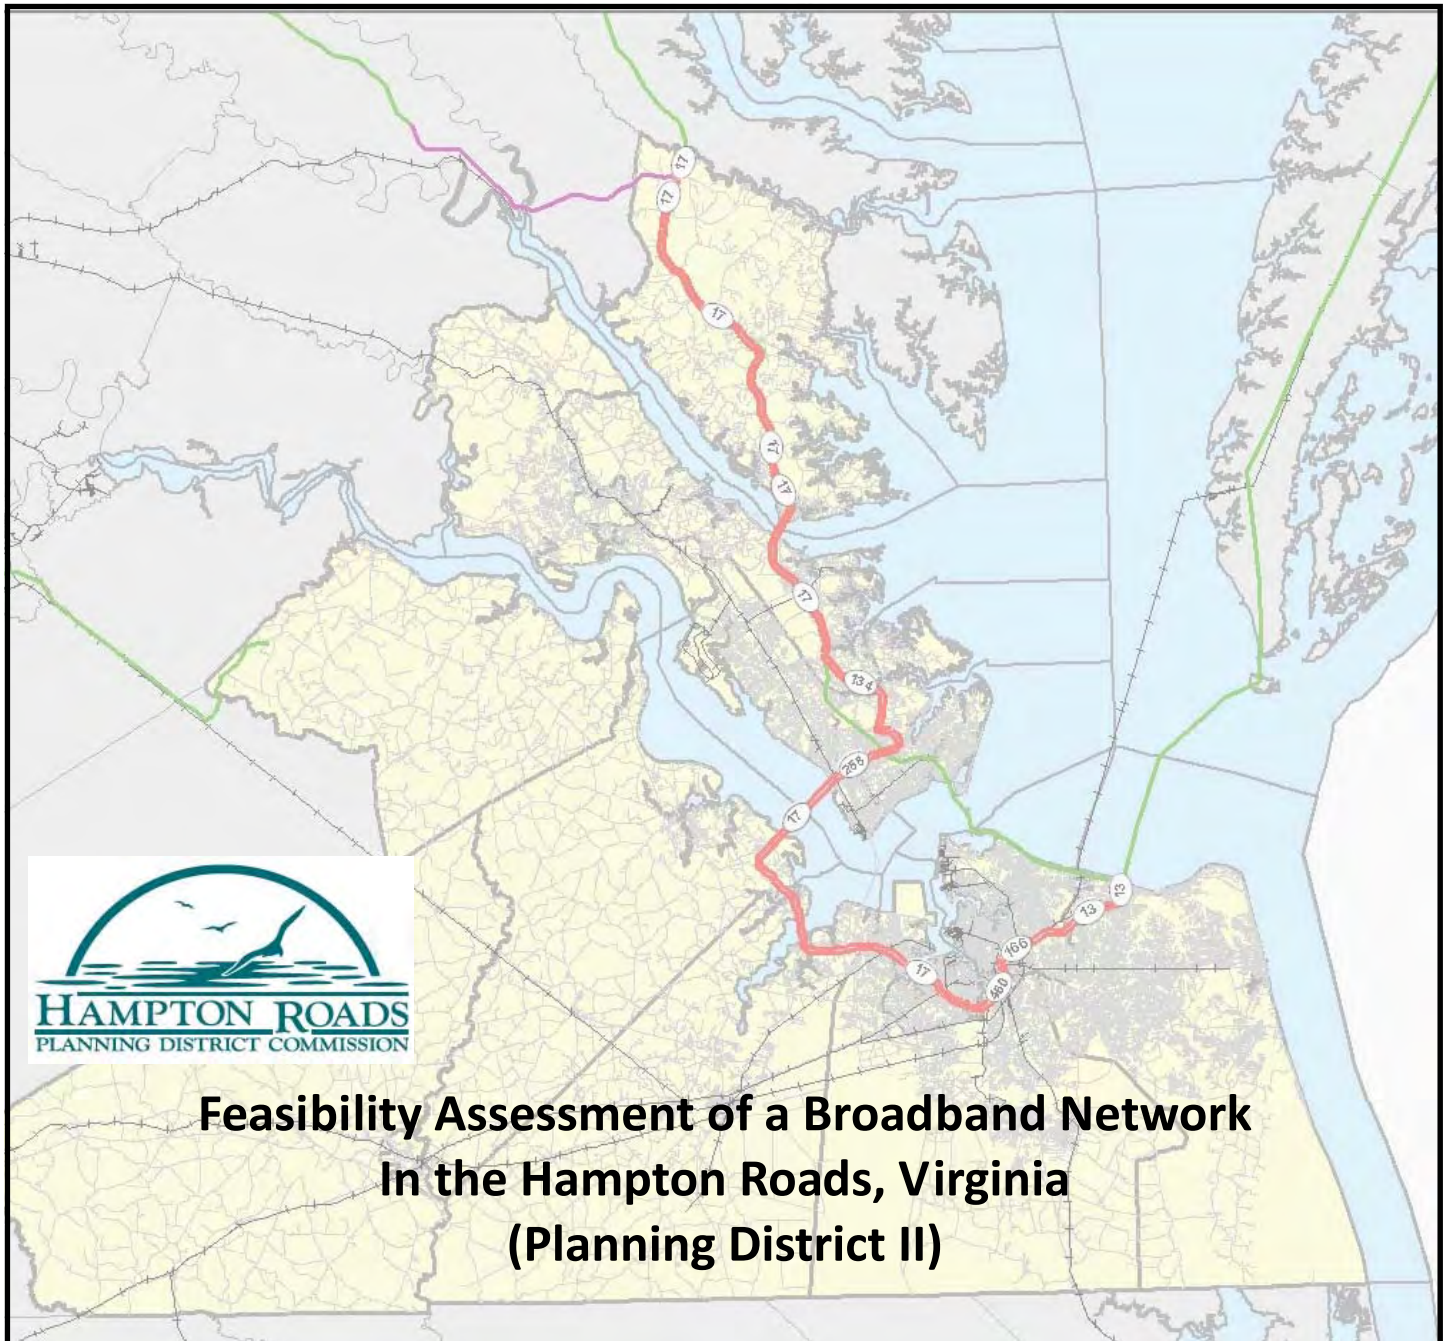 17
17
17
17
17
17
134
258
17
13
13
166
17
460
HAMPTON ROADS
PLANNING DISTRICT COMMISSION
Feasibility Assessment of a Broadband Network
In the Hampton Roads, Virginia
(Planning District II)